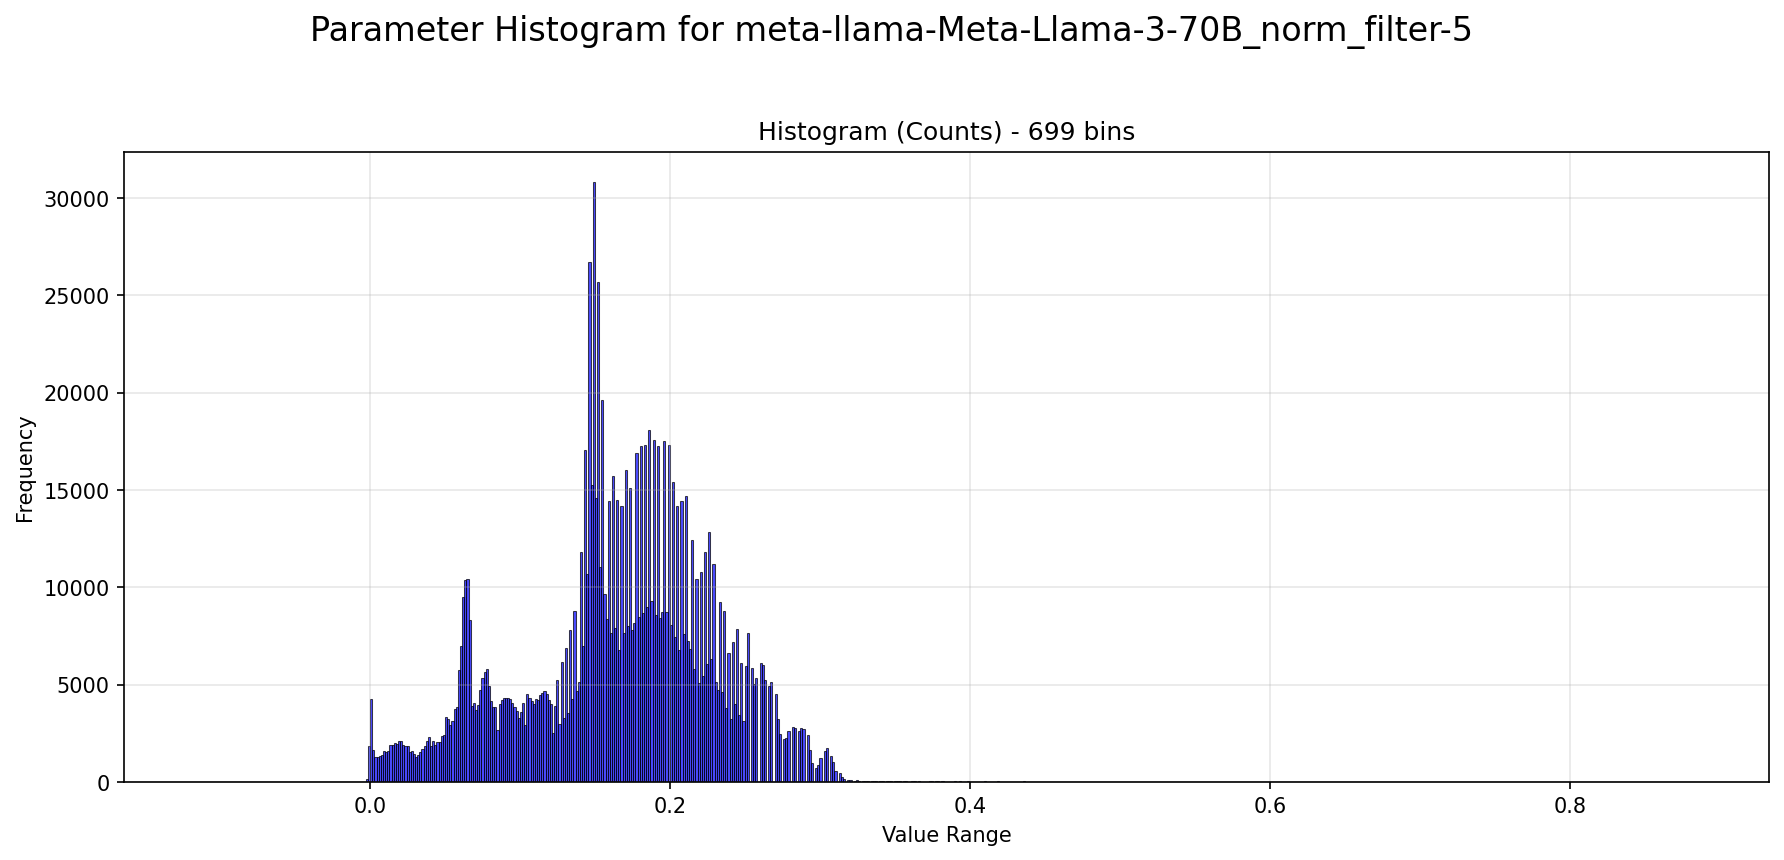 Parameter Histogram for meta-llama-Meta-Llama-3-70B_norm_filter-5
Histogram (Counts) - 699 bins
30000
25000
20000
15000
10000
5000
0
Frequency
0.0 0.2 0.4 0.6 0.8
Value Range